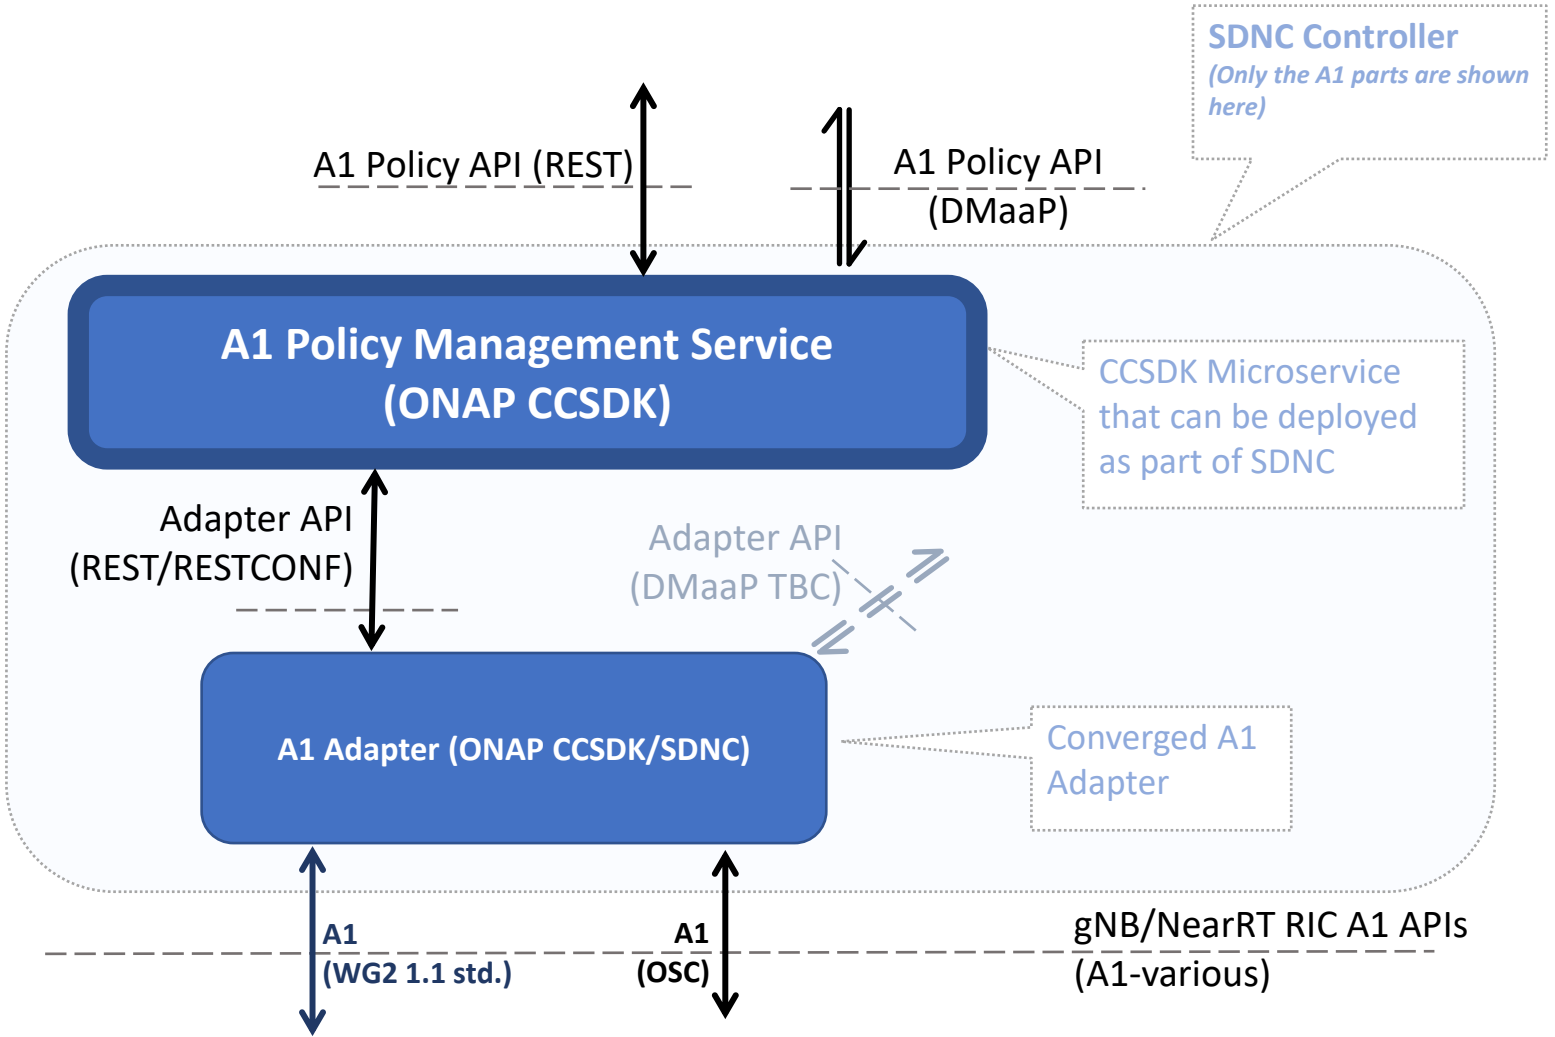 SDNC Controller
(Only the A1 parts are shown
here)
A1 Policy API (REST)
A1 Policy API
(DMaaP)
A1 Policy Management Service
(ONAP CCSDK)
CCSDK Microservice
that can be deployed
as part of SDNC
Adapter API
(REST/RESTCONF)
Adapter API
(DMaaP TBC)
A1 Adapter (ONAP CCSDK/SDNC)
Converged A1
Adapter
A1
(WG2 1.1 std.)
A1
(OSC)
gNB/NearRT RIC A1 APIs
(A1-various)